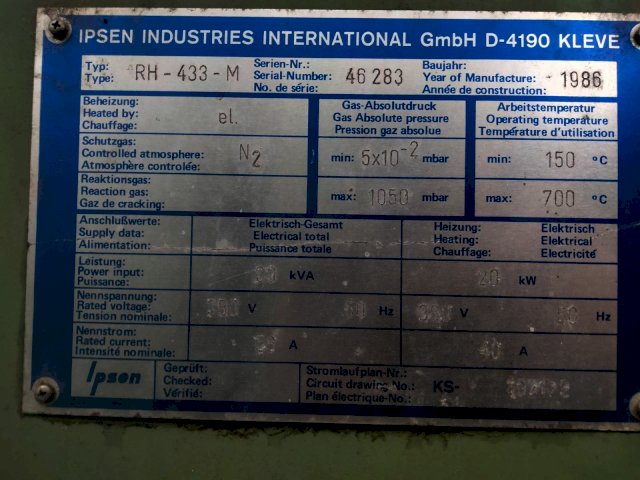 IPSEN INDUSTRIES INTERNATIONAL GmbH D-4190 KLEVE
Typ: Type: RH-433-M
Serien-Nr.: Serial-Number: No. de série: 46 283
Baujahr: Year of Manufacture: Année de construction: 1986
Beheizung: Heated by: Chauffage: el.
Gas-Absolutdruck
Gas Absolute pressure
Pression gaz absolue
Arbeitstemperatur
Operating temperature
Température d'utilisation
Schutzgas: Controlled atmosphere: Atmosphère controlée: N2
min: 5x10-2 mbar
min: 150 °C
Reaktionsgas:
Reaction gas:
Gaz de cracking:
max: 1050 mbar
max: 700 °C
Anschlußwerte:
Supply data:
Alimentation:
Elektrisch-Gesamt
Electrical total
Puissance totale
Heizung: Elektrisch
Heating: Electrical
Chauffage: Electricité
Leistung:
Power input:
Puissance:
kVA
20 kW
Nennspannung:
Rated voltage:
Tension nominale:
V Hz
V 50 Hz
Nennstrom:
Rated current:
Intensité nominale:
A
40 A
Ipsen
Geprüft:
Checked:
Vérifié:
Stromlaufplan-Nr.:
Circuit drawing No.: KS-
Plan électrique-No.: